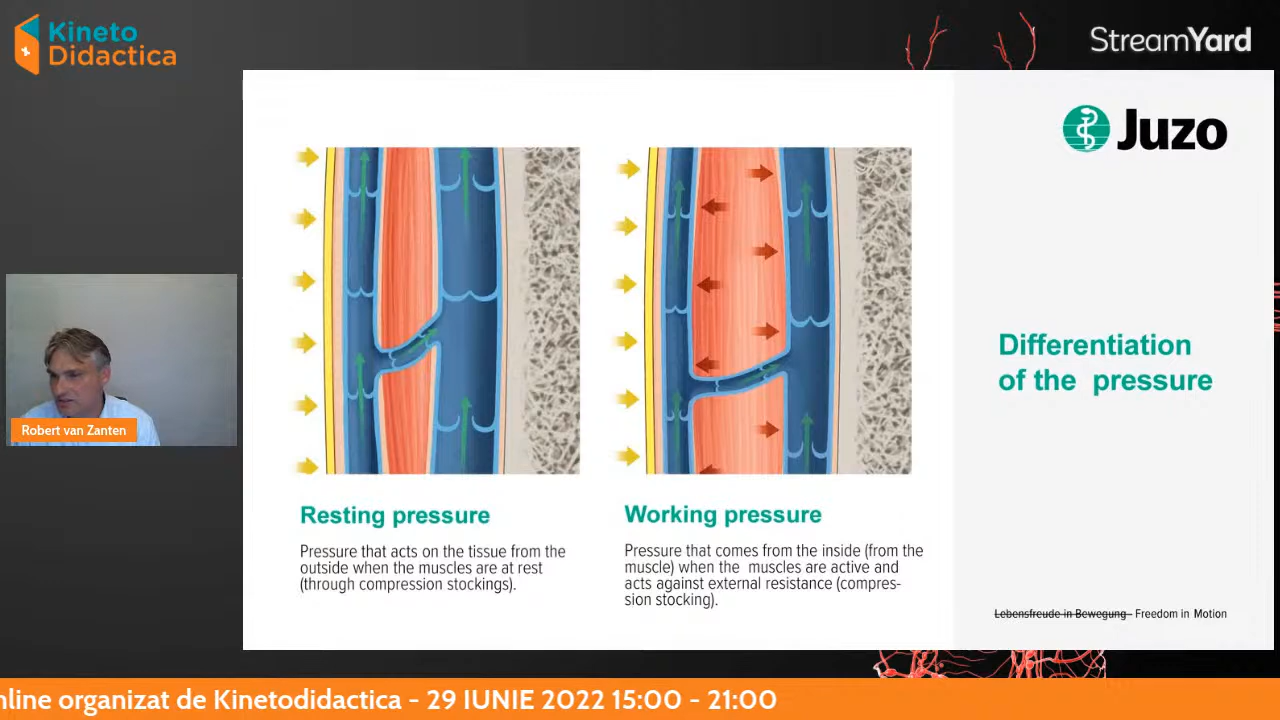 Kineto
Didactica
StreamYard
Juzo
Differentiation
of the pressure
Robert van Zanten
Resting pressure
Pressure that acts on the tissue from the
outside when the muscles are at rest
(through compression stockings).
Working pressure
Pressure that comes from the inside (from the
muscle) when the muscles are active and
acts against external resistance (compres-
sion stocking).
Lebensfreude in Bewegung- Freedom in Motion
nline organizat de Kinetodidactica - 29 IUNIE 2022 15:00 - 21:00